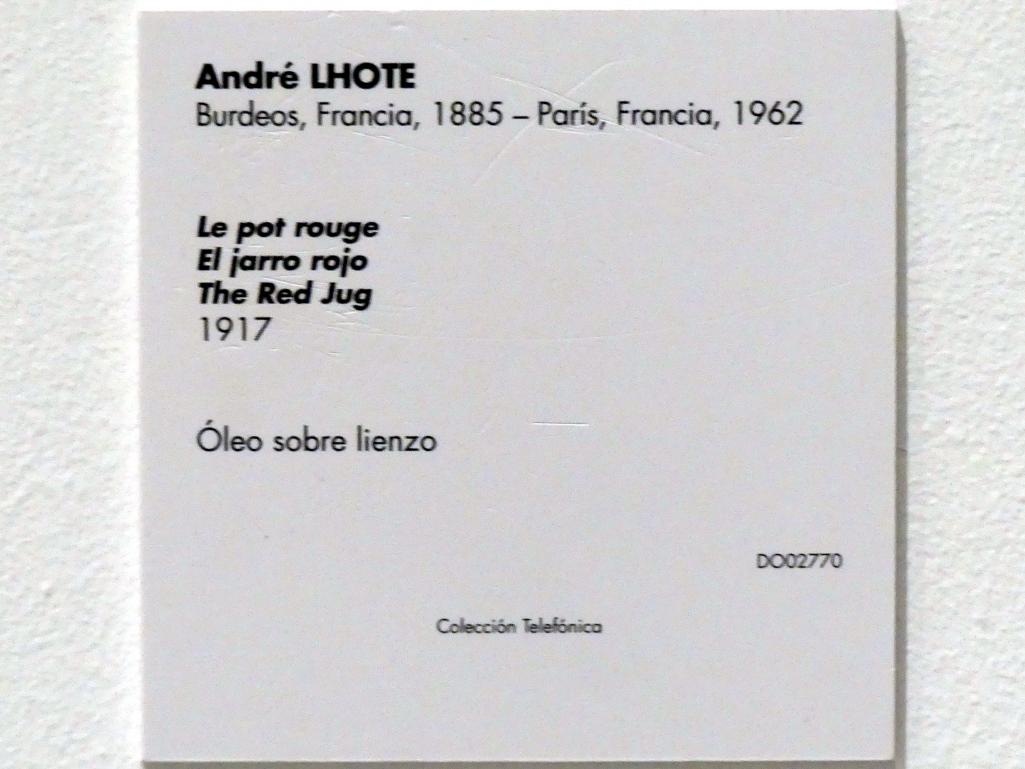 André LHOTE
Burdeos, Francia, 1885 – París, Francia, 1962
Le pot rouge
El jarro rojo
The Red Jug
1917
Óleo sobre lienzo
DO02770
Colección Telefónica